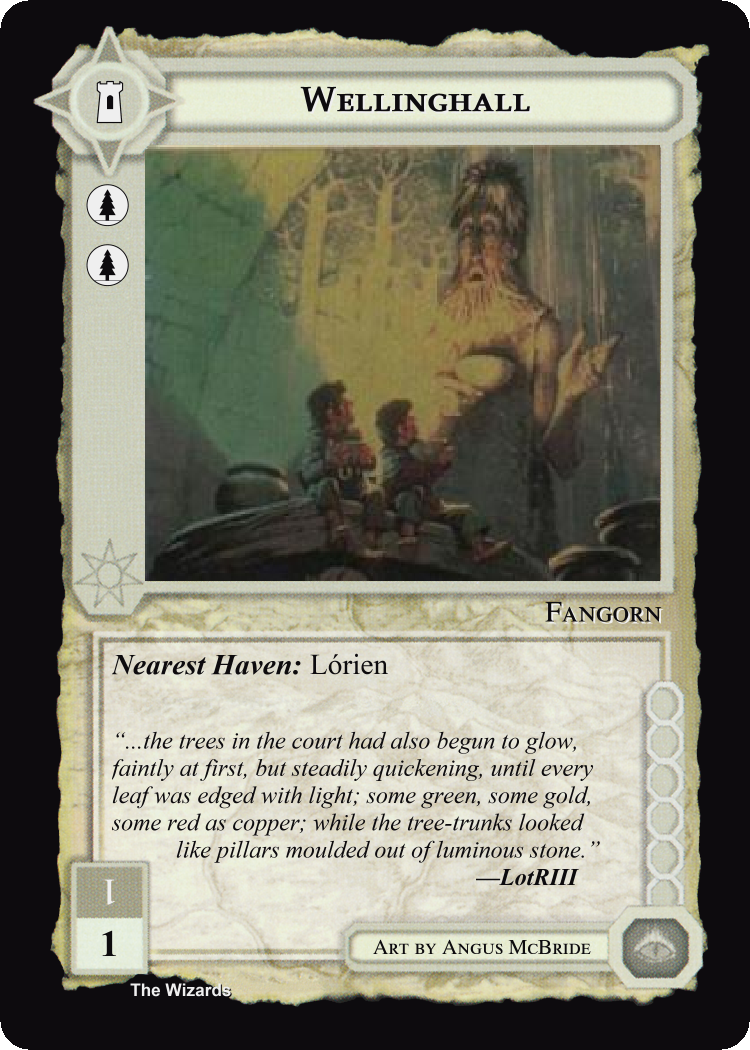 Wellinghall
Fangorn
Nearest Haven: Lórien
“...the trees in the court had also begun to glow,
faintly at first, but steadily quickening, until every
leaf was edged with light; some green, some gold,
some red as copper; while the tree-trunks looked
like pillars moulded out of luminous stone.”
—LotRIII
1
1
Art by Angus McBride
The Wizards